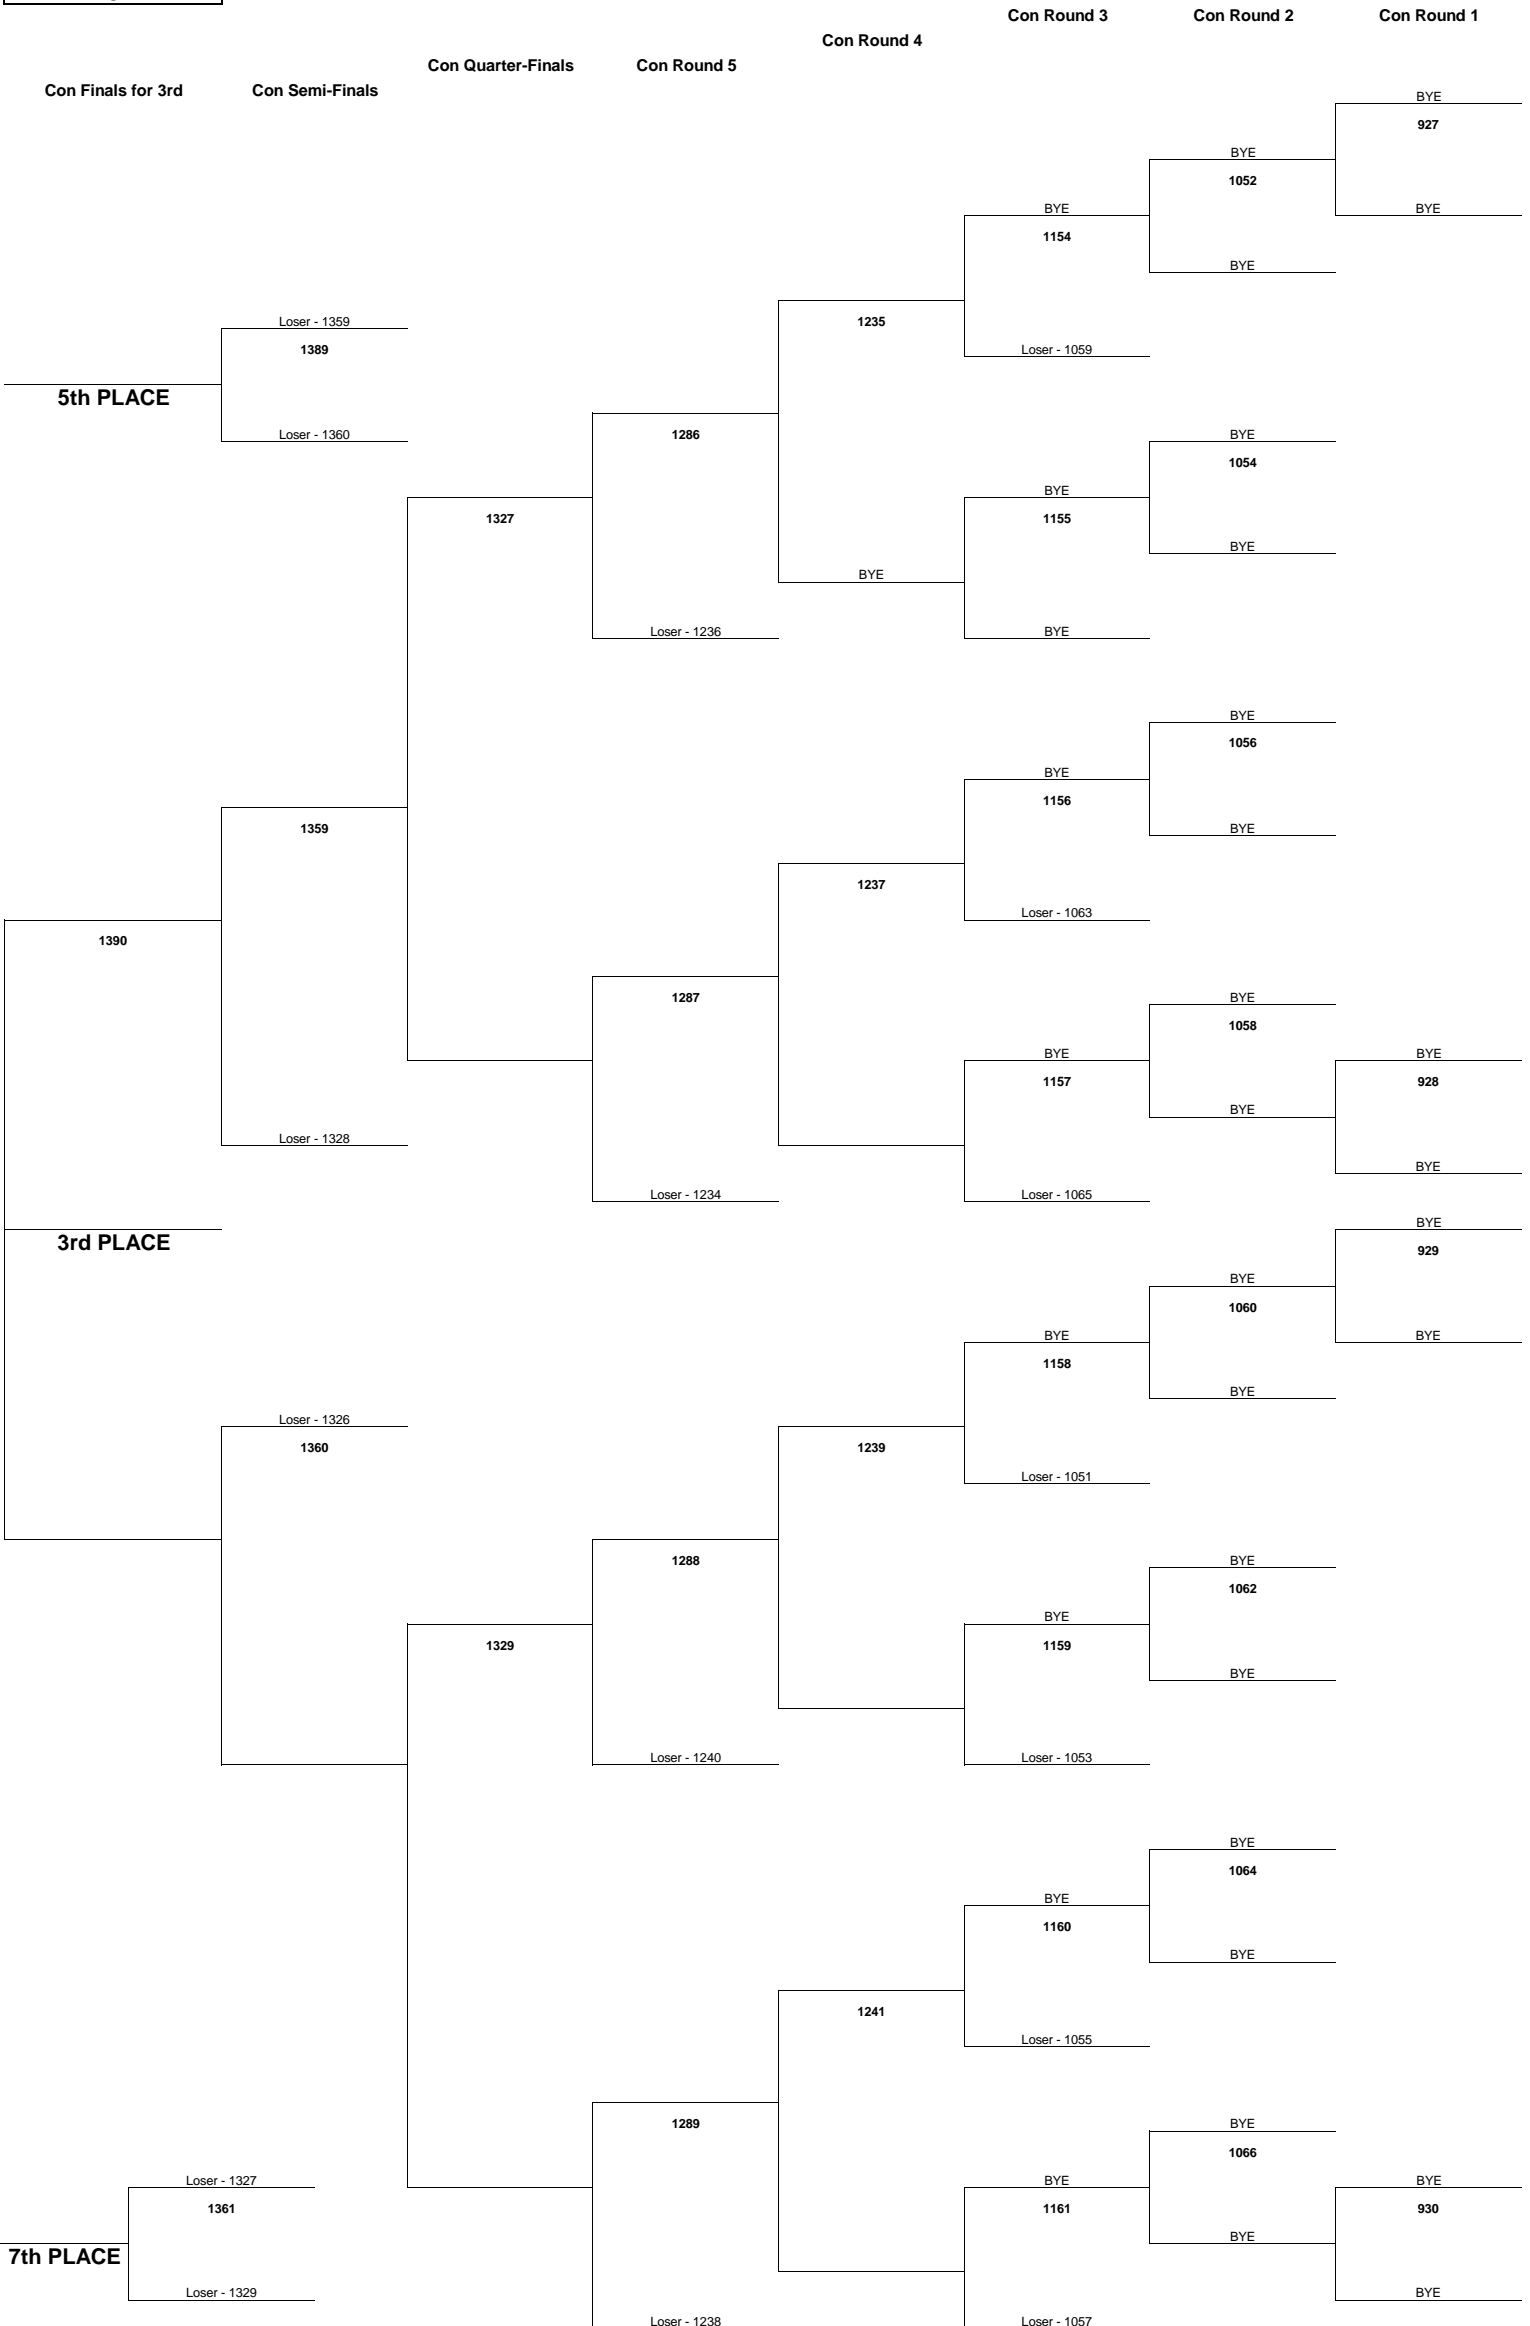 Con Round 3 Con Round 2 Con Round 1
Con Round 4
Con Quarter-Finals Con Round 5
Con Finals for 3rd Con Semi-Finals
BYE
927
BYE
1052
BYE BYE
1154
BYE
Loser - 1359 1235
1389 Loser - 1059
5th PLACE
Loser - 1360 1286 BYE
1054
BYE
1327 1155
BYE
BYE
Loser - 1236 BYE
BYE
1056
BYE
1156
1359 BYE
1237
Loser - 1063
1390
1287 BYE
1058
BYE BYE
1157 928
BYE
Loser - 1328
BYE
Loser - 1234 Loser - 1065
BYE
3rd PLACE
929
BYE
1060
BYE BYE
1158
BYE
Loser - 1326
1360 1239
Loser - 1051
1288 BYE
1062
BYE
1329 1159
BYE
Loser - 1240 Loser - 1053
BYE
1064
BYE
1160
BYE
1241
Loser - 1055
1289 BYE
1066
Loser - 1327 BYE BYE
1361 1161 930
BYE
7th PLACE
Loser - 1329 BYE
Loser - 1238 Loser - 1057